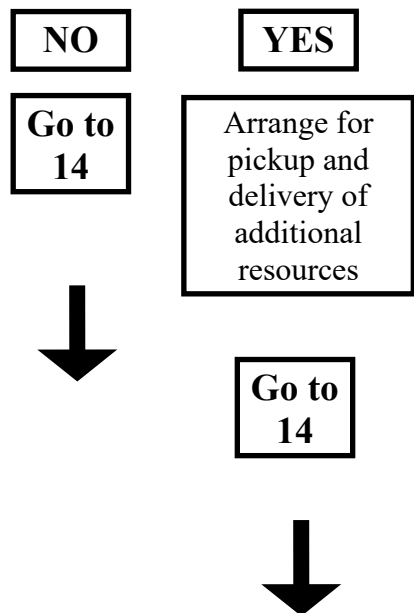 NO
YES
Go to
14
Arrange for
pickup and
delivery of
additional
resources
Go to
14